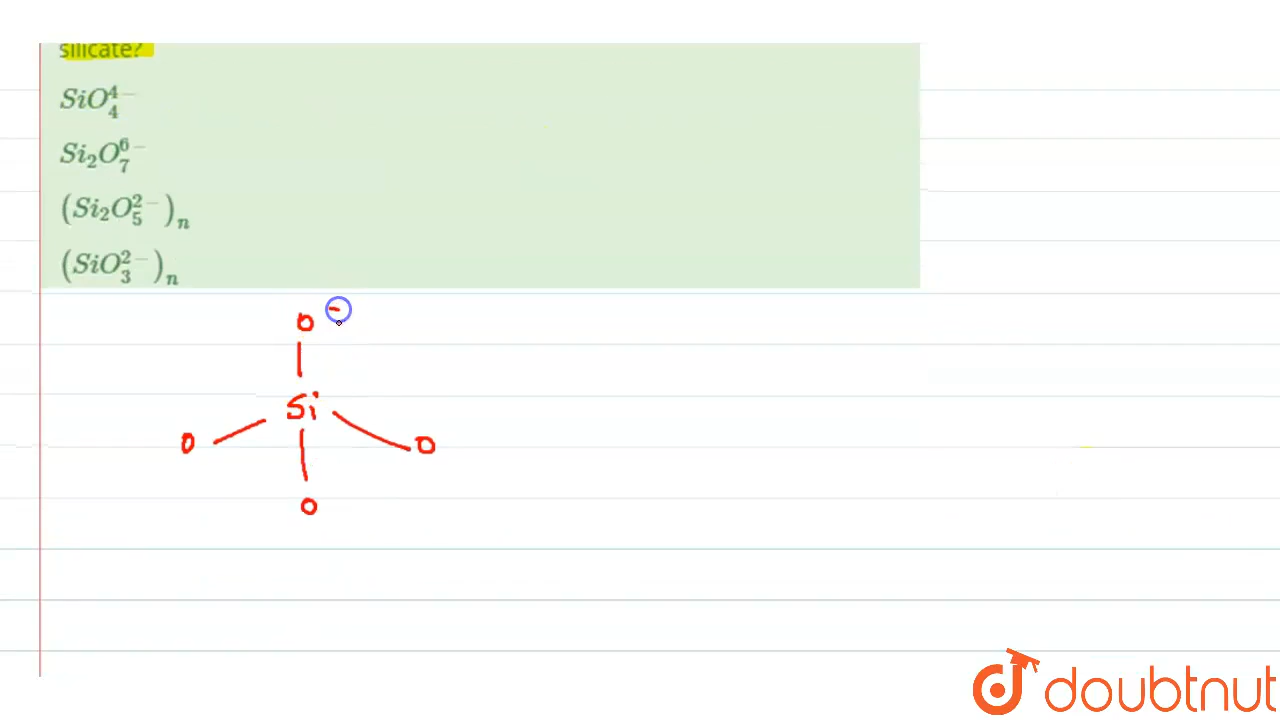 silicate?
SiO₄⁴⁻
Si₂O₇⁶⁻
(Si₂O₅²⁻)ₙ
(SiO₃²⁻)ₙ
O -
Si
O O
O
doubtnut